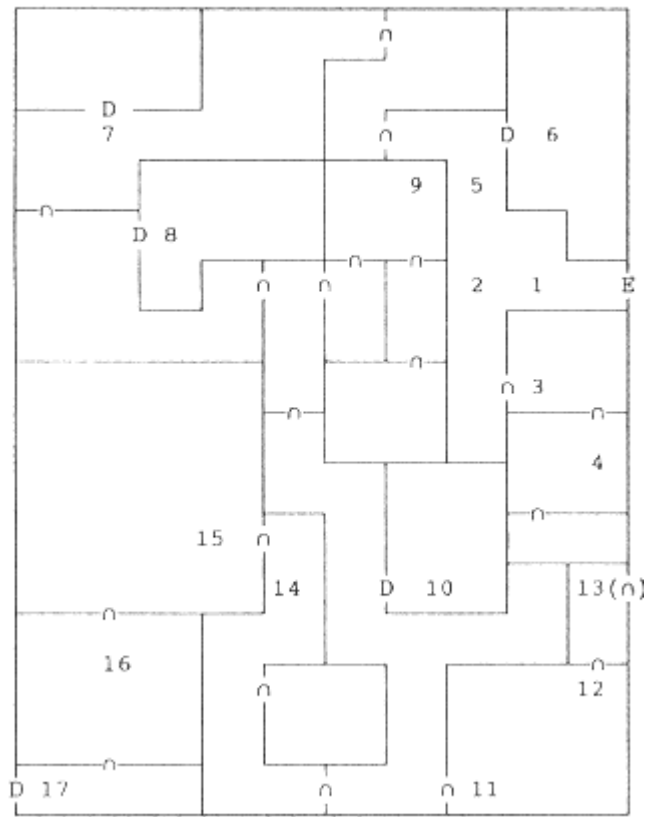 ∩
D
7 ∩ D 6
9 5
∩
D 8
∩ ∩
∩ ∩ 2 1 E
∩
∩ 3
∩ ∩
4
∩
15 ∩
14 D 10 13(∩)
∩
16 ∩
∩ 12
∩
D 17 ∩ ∩ 11